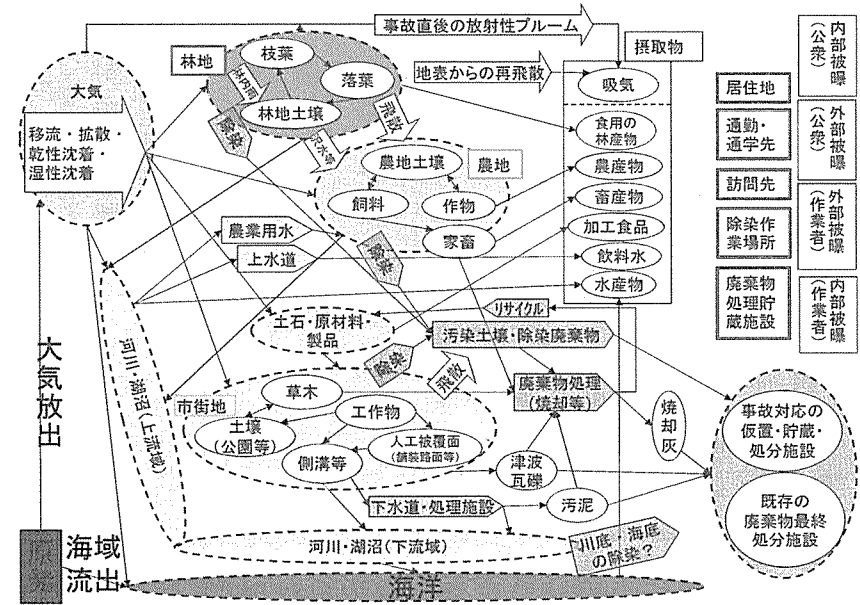 事故直後の放射性プルーム
摂取物
内部被曝
（公衆）
林地
枝葉
落葉
林内雨
林地土壌
地表からの再飛散
吸気
大気
移流・拡散・
乾性沈着・
湿性沈着
除染
飛散
食用の
林産物
農産物
畜産物
加工食品
飲料水
水産物
居住地
通勤・
通学先
訪問先
除染作
業場所
廃棄物
処理貯
蔵施設
外部被曝
（公衆）
外部被曝
（作業者）
内部被曝
（作業者）
農地土壌
農地
飼料
作物
家畜
農業用水
上水道
除染
リサイクル
土石・原材料・
製品
汚染土壌・除染廃棄物
除染
飛散
廃棄物処理
（焼却等）
大気放出
河川・湖沼（上流域）
市街地
草木
工作物
土壌
（公園等）
人工被覆面
（舗装路面等）
側溝等
津波
瓦礫
焼却灰
事故対応の
仮置・貯蔵・
処分施設
既存の
廃棄物最終
処分施設
下水道・処理施設
汚泥
河川・湖沼（下流域）
川底・海底
の除染？
原発
海域
流出
海洋